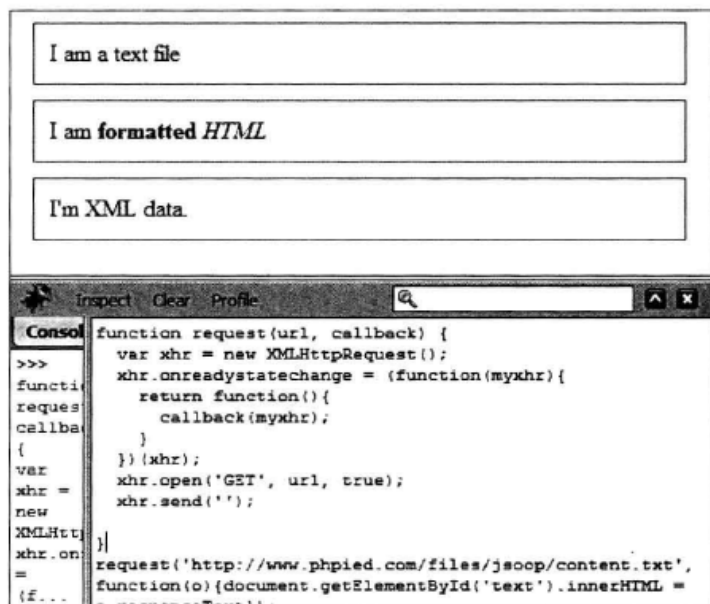 I am a text file
I am formatted HTML
I'm XML data.
Inspect Clear Profile
Consol
>>>
functi
reques
callba
{
var
xhr =
new
XMLHtt
xhr.on
=
(f...
function request(url, callback) {
var xhr = new XMLHttpRequest();
xhr.onreadystatechange = (function(myxhr){
return function(){
callback(myxhr);
}
})(xhr);
xhr.open('GET', url, true);
xhr.send('');
}
request('http://www.phpied.com/files/jsoop/content.txt',
function(o){document.getElementById('text').innerHTML =